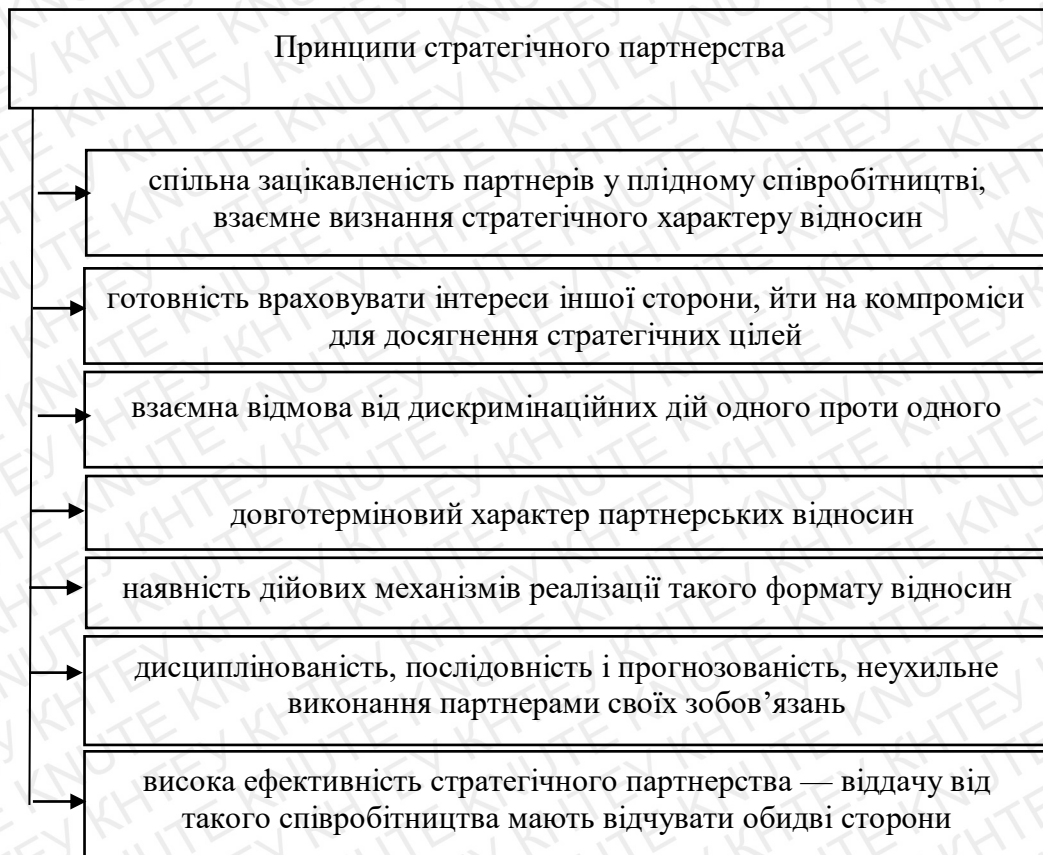 Принципи стратегічного партнерства
спільна зацікавленість партнерів у плідному співробітництві,
взаємне визнання стратегічного характеру відносин
готовність враховувати інтереси іншої сторони, йти на компроміси
для досягнення стратегічних цілей
взаємна відмова від дискримінаційних дій одного проти одного
довготерміновий характер партнерських відносин
наявність дійових механізмів реалізації такого формату відносин
дисциплінованість, послідовність і прогнозованість, неухильне
виконання партнерами своїх зобов’язань
висока ефективність стратегічного партнерства — віддачу від
такого співробітництва мають відчувати обидві сторони